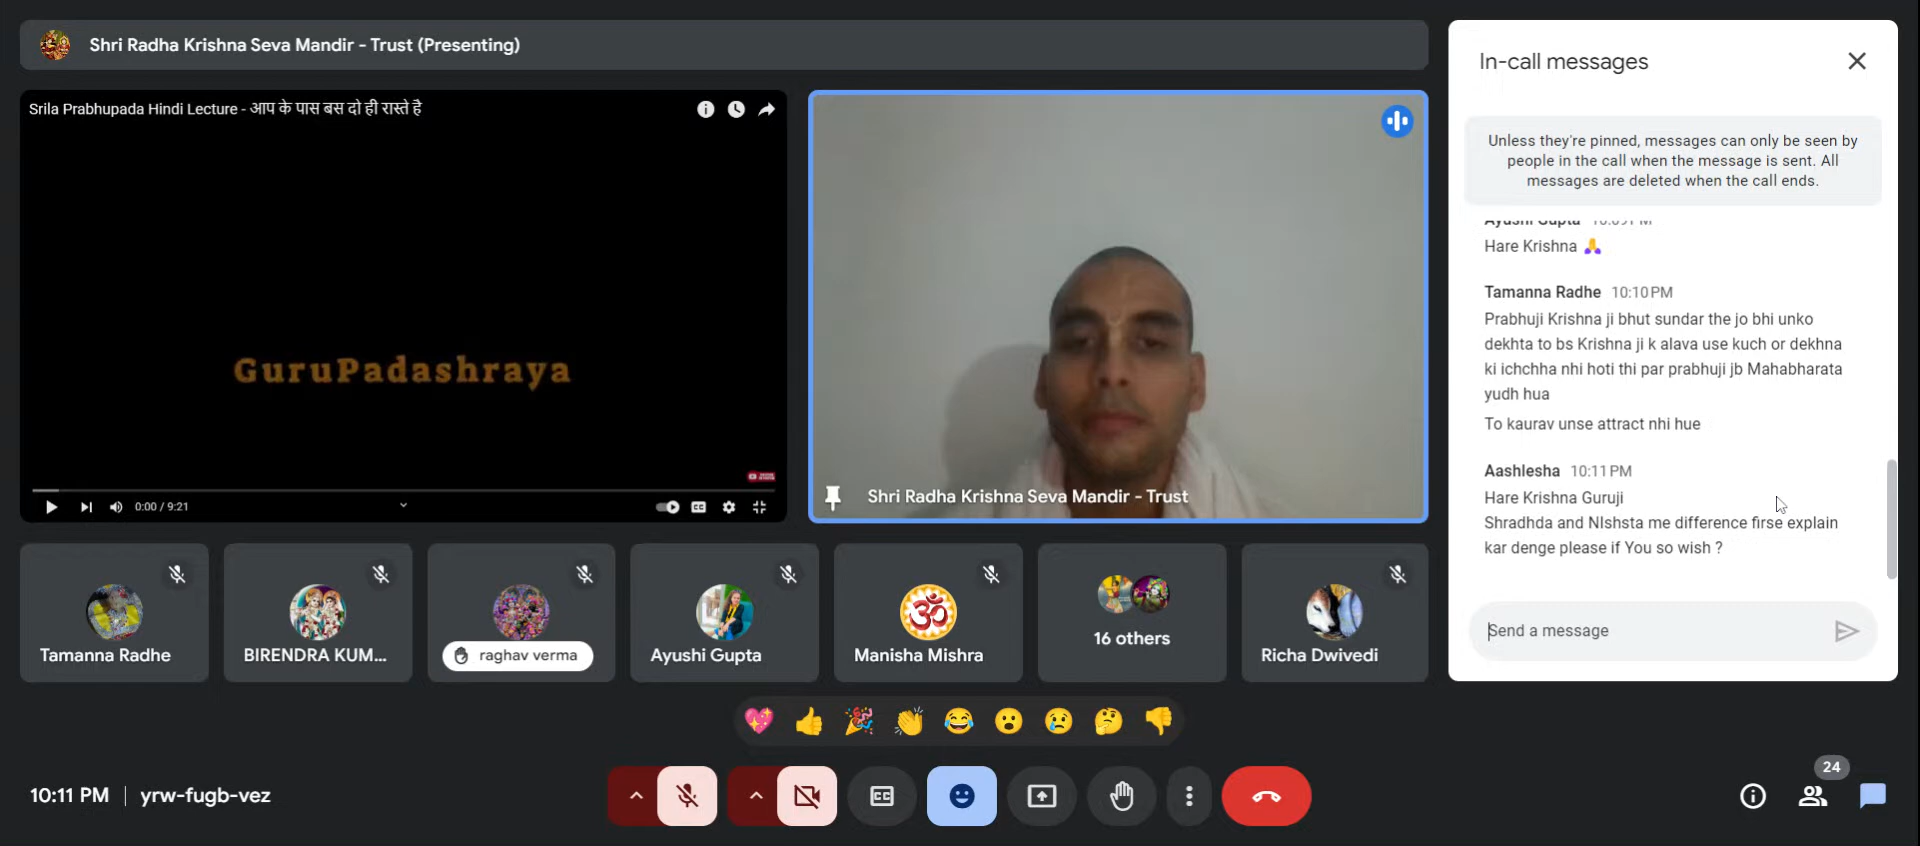 Shri Radha Krishna Seva Mandir - Trust (Presenting)
Srila Prabhupada Hindi Lecture - आप के पास बस दो ही रास्ते है
GuruPadashraya
0:00 / 9:21
Shri Radha Krishna Seva Mandir - Trust
Tamanna Radhe
BIRENDRA KUM...
raghav verma
Ayushi Gupta
Manisha Mishra
16 others
Richa Dwivedi
10:11 PM | yrw-fugb-vez
24
In-call messages
Unless they're pinned, messages can only be seen by
people in the call when the message is sent. All
messages are deleted when the call ends.
Ayushi Gupta
Hare Krishna
Tamanna Radhe 10:10 PM
Prabhuji Krishna ji bhut sundar the jo bhi unko
dekhta to bs Krishna ji k alava use kuch or dekhna
ki ichchha nhi hoti thi par prabhuji jb Mahabharata
yudh hua
To kaurav unse attract nhi hue
Aashlesha 10:11 PM
Hare Krishna Guruji
Shradhda and NIshsta me difference firse explain
kar denge please if You so wish ?
Send a message